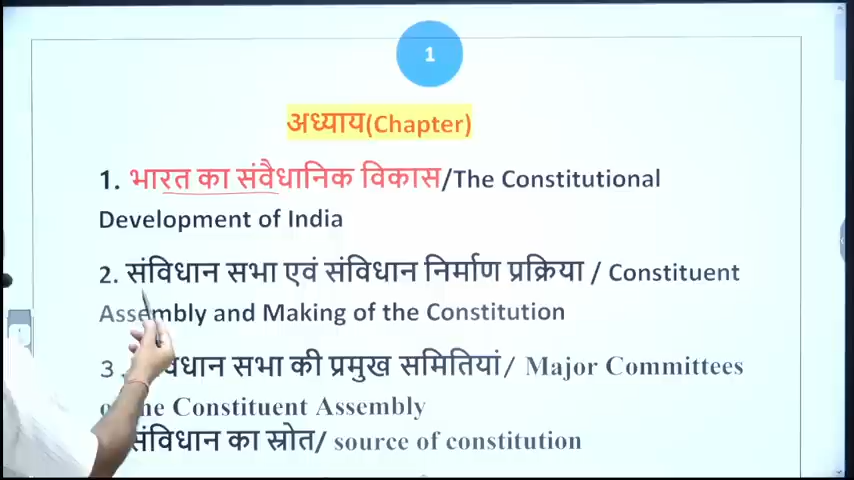 1
अध्याय(Chapter)
1. भारत का संवैधानिक विकास/The Constitutional
Development of India
2. संविधान सभा एवं संविधान निर्माण प्रक्रिया / Constituent
Assembly and Making of the Constitution
3 संविधान सभा की प्रमुख समितियां/ Major Committees
Constituent Assembly
संविधान का स्रोत/ source of constitution